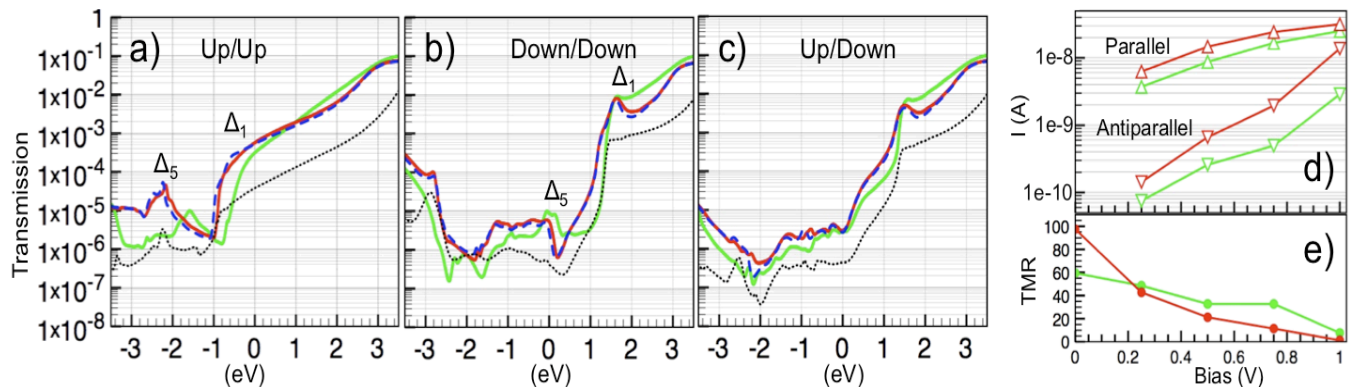 a) Up/Up
Δ1
Δ5
b) Down/Down
Δ1
Δ5
c) Up/Down
Transmission
1
1x10-1
1x10-2
1x10-3
1x10-4
1x10-5
1x10-6
1x10-7
1x10-8
-3 -2 -1 0 1 2 3
(eV)
-3 -2 -1 0 1 2 3
(eV)
-3 -2 -1 0 1 2 3
(eV)
I (A)
1e-8
1e-9
1e-10
Parallel
Antiparallel
d)
TMR
100
80
60
40
20
0
e)
0 0.2 0.4 0.6 0.8 1
Bias (V)